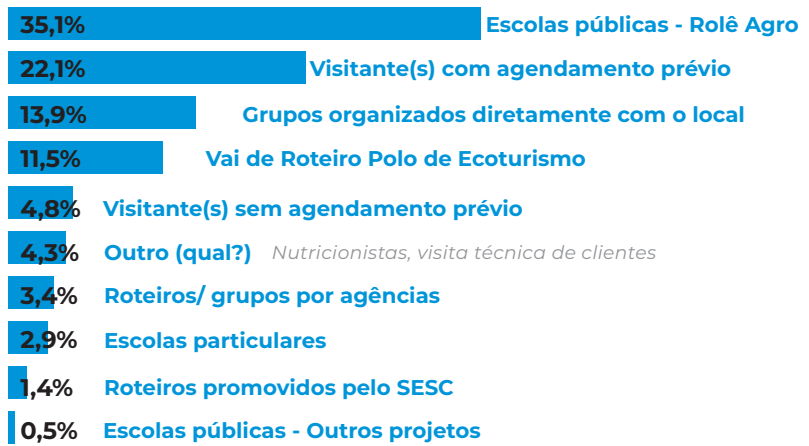 35,1% Escolas públicas - Rolê Agro
22,1% Visitante(s) com agendamento prévio
13,9% Grupos organizados diretamente com o local
11,5% Vai de Roteiro Polo de Ecoturismo
4,8% Visitante(s) sem agendamento prévio
4,3% Outro (qual?) Nutricionistas, visita técnica de clientes
3,4% Roteiros/ grupos por agências
2,9% Escolas particulares
1,4% Roteiros promovidos pelo SESC
0,5% Escolas públicas - Outros projetos